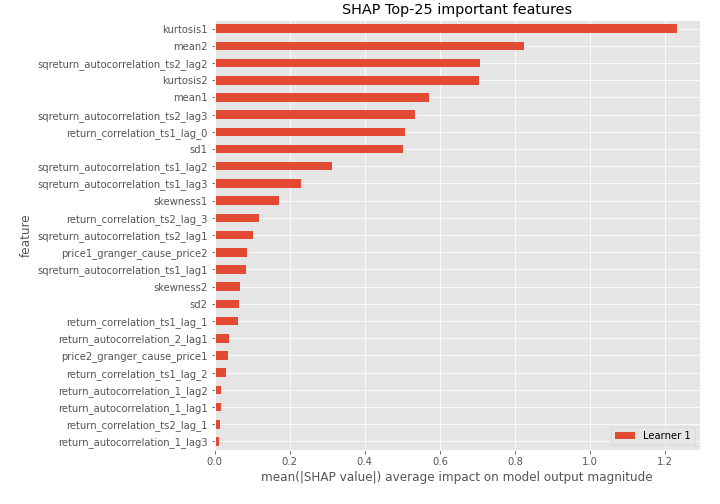 SHAP Top-25 important features
feature
kurtosis1
mean2
sqreturn_autocorrelation_ts2_lag2
kurtosis2
mean1
sqreturn_autocorrelation_ts2_lag3
return_correlation_ts1_lag_0
sd1
sqreturn_autocorrelation_ts1_lag2
sqreturn_autocorrelation_ts1_lag3
skewness1
return_correlation_ts2_lag_3
sqreturn_autocorrelation_ts2_lag1
price1_granger_cause_price2
sqreturn_autocorrelation_ts1_lag1
skewness2
sd2
return_correlation_ts1_lag_1
return_autocorrelation_2_lag1
price2_granger_cause_price1
return_correlation_ts1_lag_2
return_autocorrelation_1_lag2
return_autocorrelation_1_lag1
return_correlation_ts2_lag_1
return_autocorrelation_1_lag3
Learner 1
0.0 0.2 0.4 0.6 0.8 1.0 1.2
mean(|SHAP value|) average impact on model output magnitude